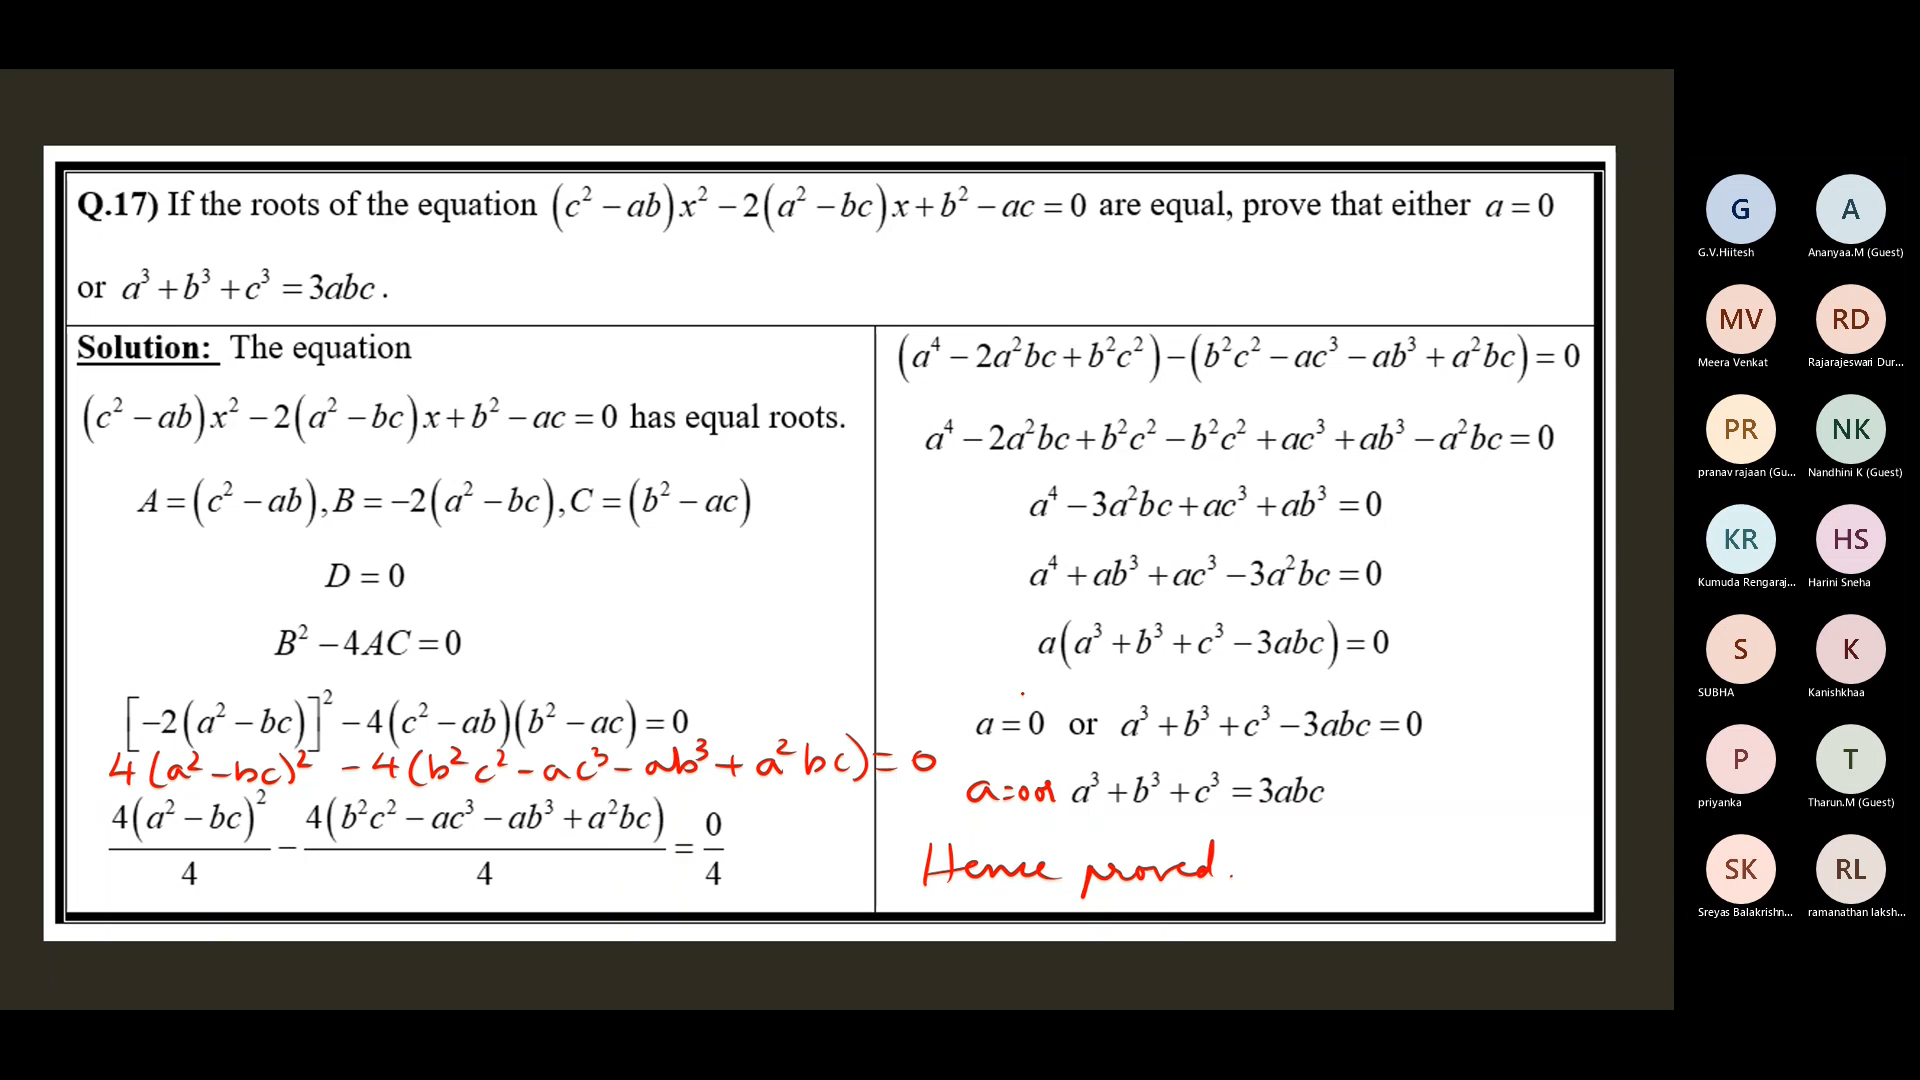 Q.17) If the roots of the equation (c² − ab)x² − 2(a² − bc)x + b² − ac = 0 are equal, prove that either a = 0
or a³ + b³ + c³ = 3abc.
Solution: The equation
(c² − ab)x² − 2(a² − bc)x + b² − ac = 0 has equal roots.
A = (c² − ab), B = −2(a² − bc), C = (b² − ac)
D = 0
B² − 4AC = 0
[−2(a² − bc)]² − 4(c² − ab)(b² − ac) = 0
4(a² − bc)² − 4(b²c² − ac³ − ab³ + a²bc) = 0
4(a² − bc)²/4 − 4(b²c² − ac³ − ab³ + a²bc)/4 = 0/4
(a⁴ − 2a²bc + b²c²) − (b²c² − ac³ − ab³ + a²bc) = 0
a⁴ − 2a²bc + b²c² − b²c² + ac³ + ab³ − a²bc = 0
a⁴ − 3a²bc + ac³ + ab³ = 0
a⁴ + ab³ + ac³ − 3a²bc = 0
a(a³ + b³ + c³ − 3abc) = 0
a = 0 or a³ + b³ + c³ − 3abc = 0
a=0 or a³ + b³ + c³ = 3abc
Hence proved.
G A
G.V.Hiitesh Ananyaa.M (Guest)
MV RD
Meera Venkat Rajarajeswari Dur...
PR NK
pranav rajaan (Gu... Nandhini K (Guest)
KR HS
Kumuda Rengaraj... Harini Sneha
S K
SUBHA Kanishkhaa
P T
priyanka Tharun.M (Guest)
SK RL
Sreyas Balakrishn... ramanathan laksh...